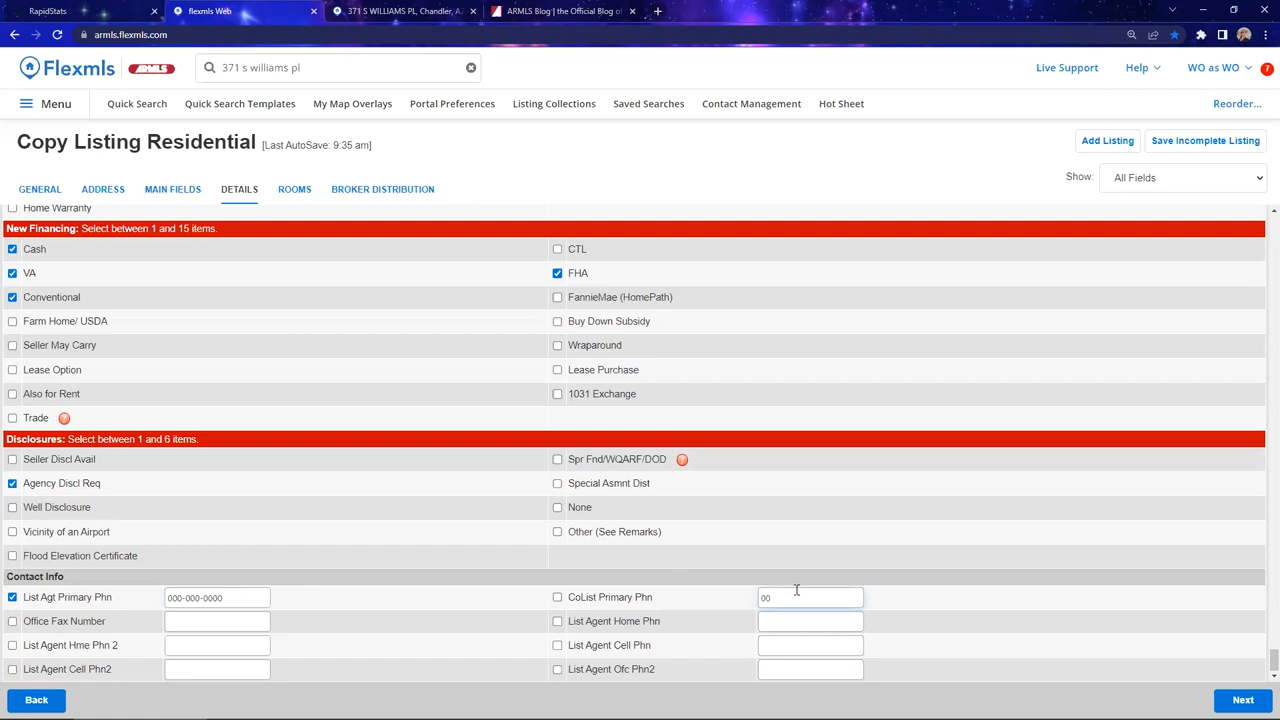 RapidStats
flexmls Web
371 S WILLIAMS PL, Chandler, AZ
ARMLS Blog | the Official Blog of
armls.flexmls.com
Flexmls ARMLS 371 s williams pl Live Support Help WO as WO 7
Menu Quick Search Quick Search Templates My Map Overlays Portal Preferences Listing Collections Saved Searches Contact Management Hot Sheet Reorder...
Copy Listing Residential [Last AutoSave: 9:35 am] Add Listing Save Incomplete Listing
GENERAL ADDRESS MAIN FIELDS DETAILS ROOMS BROKER DISTRIBUTION Show: All Fields
Home Warranty
New Financing: Select between 1 and 15 items.
Cash CTL
VA FHA
Conventional FannieMae (HomePath)
Farm Home/ USDA Buy Down Subsidy
Seller May Carry Wraparound
Lease Option Lease Purchase
Also for Rent 1031 Exchange
Trade ?
Disclosures: Select between 1 and 6 items.
Seller Discl Avail Spr Fnd/WQARF/DOD ?
Agency Discl Req Special Asmnt Dist
Well Disclosure None
Vicinity of an Airport Other (See Remarks)
Flood Elevation Certificate
Contact Info
List Agt Primary Phn 000-000-0000 CoList Primary Phn 00
Office Fax Number List Agent Home Phn
List Agent Hme Phn 2 List Agent Cell Phn
List Agent Cell Phn2 List Agent Ofc Phn2
Back Next